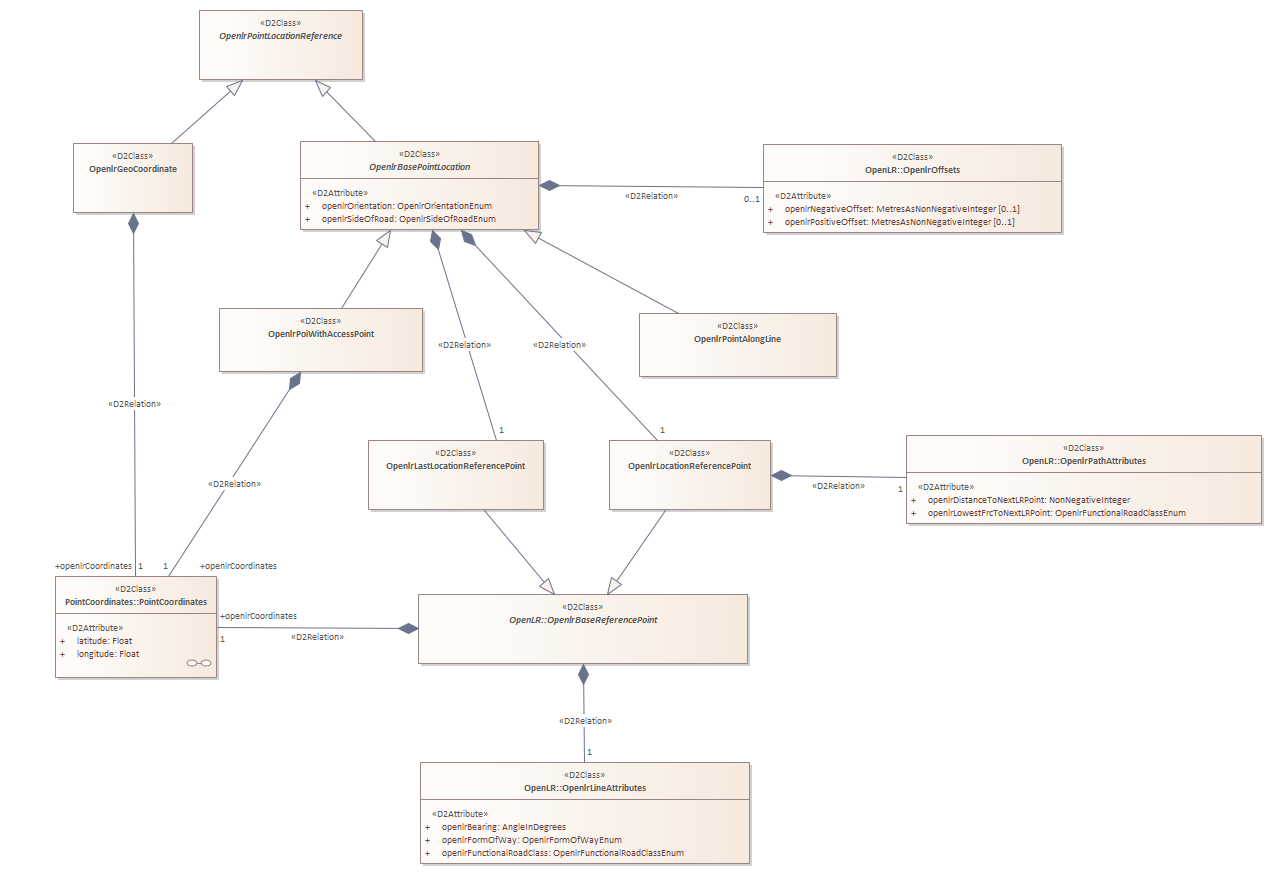 «D2Class»
OpenlrPointLocationReference
«D2Class»
OpenlrGeoCoordinate
«D2Class»
OpenlrBasePointLocation
«D2Attribute»
+ openlrOrientation: OpenlrOrientationEnum
+ openlrSideOfRoad: OpenlrSideOfRoadEnum
«D2Relation»
0..1
«D2Class»
OpenLR::OpenlrOffsets
«D2Attribute»
+ openlrNegativeOffset: MetresAsNonNegativeInteger [0..1]
+ openlrPositiveOffset: MetresAsNonNegativeInteger [0..1]
«D2Class»
OpenlrPoiWithAccessPoint
«D2Class»
OpenlrPointAlongLine
«D2Relation»
«D2Relation»
«D2Relation»
1
1
«D2Class»
OpenlrLastLocationReferencePoint
«D2Class»
OpenlrLocationReferencePoint
«D2Relation»
1
«D2Class»
OpenLR::OpenlrPathAttributes
«D2Attribute»
+ openlrDistanceToNextLRPoint: NonNegativeInteger
+ openlrLowestFrcToNextLRPoint: OpenlrFunctionalRoadClassEnum
«D2Relation»
+openlrCoordinates 1
1 +openlrCoordinates
«D2Class»
PointCoordinates::PointCoordinates
«D2Attribute»
+ latitude: Float
+ longitude: Float
+openlrCoordinates
1
«D2Relation»
«D2Class»
OpenLR::OpenlrBaseReferencePoint
«D2Relation»
1
«D2Class»
OpenLR::OpenlrLineAttributes
«D2Attribute»
+ openlrBearing: AngleInDegrees
+ openlrFormOfWay: OpenlrFormOfWayEnum
+ openlrFunctionalRoadClass: OpenlrFunctionalRoadClassEnum